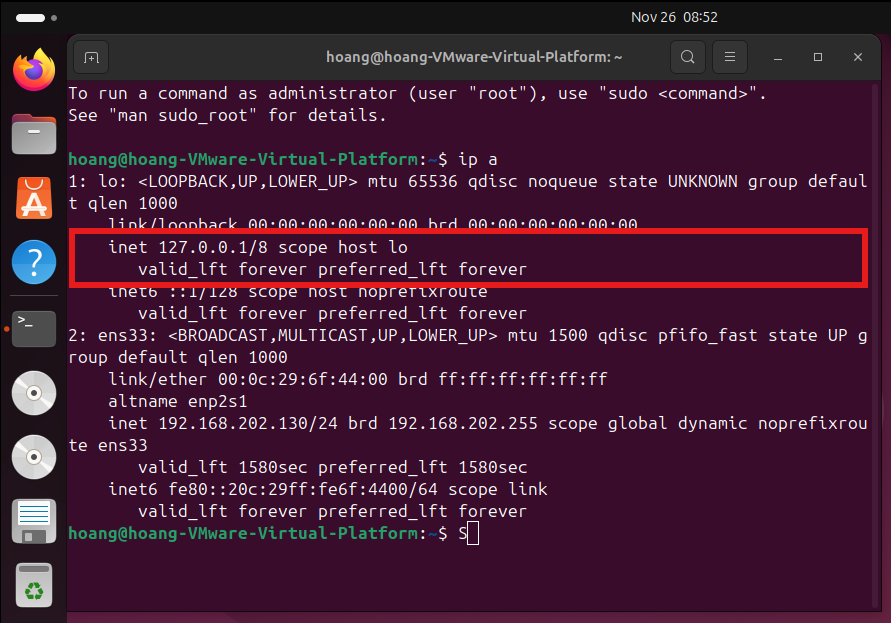 Nov 26 08:52
hoang@hoang-VMware-Virtual-Platform: ~
To run a command as administrator (user "root"), use "sudo <command>".
See "man sudo_root" for details.
hoang@hoang-VMware-Virtual-Platform:~$ ip a
1: lo: <LOOPBACK,UP,LOWER_UP> mtu 65536 qdisc noqueue state UNKNOWN group defaul
t qlen 1000
link/loopback 00:00:00:00:00:00 brd 00:00:00:00:00:00
inet 127.0.0.1/8 scope host lo
valid_lft forever preferred_lft forever
inet6 ::1/128 scope host noprefixroute
valid_lft forever preferred_lft forever
2: ens33: <BROADCAST,MULTICAST,UP,LOWER_UP> mtu 1500 qdisc pfifo_fast state UP g
roup default qlen 1000
link/ether 00:0c:29:6f:44:00 brd ff:ff:ff:ff:ff:ff
altname enp2s1
inet 192.168.202.130/24 brd 192.168.202.255 scope global dynamic noprefixrou
te ens33
valid_lft 1580sec preferred_lft 1580sec
inet6 fe80::20c:29ff:fe6f:4400/64 scope link
valid_lft forever preferred_lft forever
hoang@hoang-VMware-Virtual-Platform:~$ S